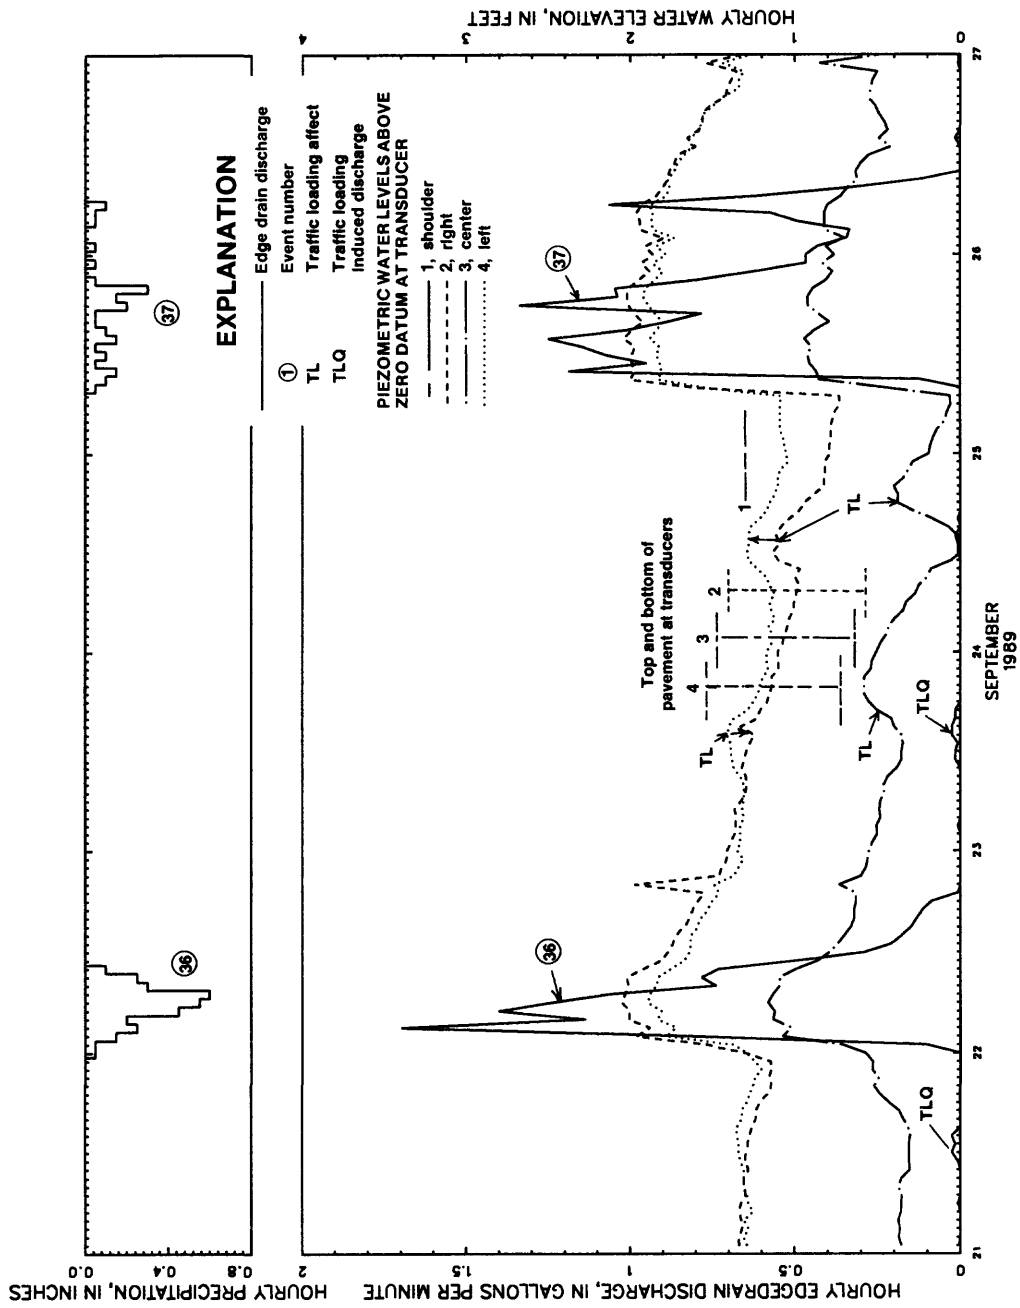 HOURLY PRECIPITATION, IN INCHES
0.0
0.4
0.8
36
37
EXPLANATION
Edge drain discharge
1 Event number
TL Traffic loading affect
TLQ Traffic loading
Induced discharge
PIEZOMETRIC WATER LEVELS ABOVE
ZERO DATUM AT TRANSDUCER
1, shoulder
2, right
3, center
4, left
HOURLY EDGEDRAIN DISCHARGE, IN GALLONS PER MINUTE
2
1.5
1
0.5
0
HOURLY WATER ELEVATION, IN FEET
4
3
2
1
0
36
37
Top and bottom of
pavement at transducers
4
3
2
1
TL
TL
TL
TLQ
TLQ
21
22
23
24
25
26
27
SEPTEMBER
1989